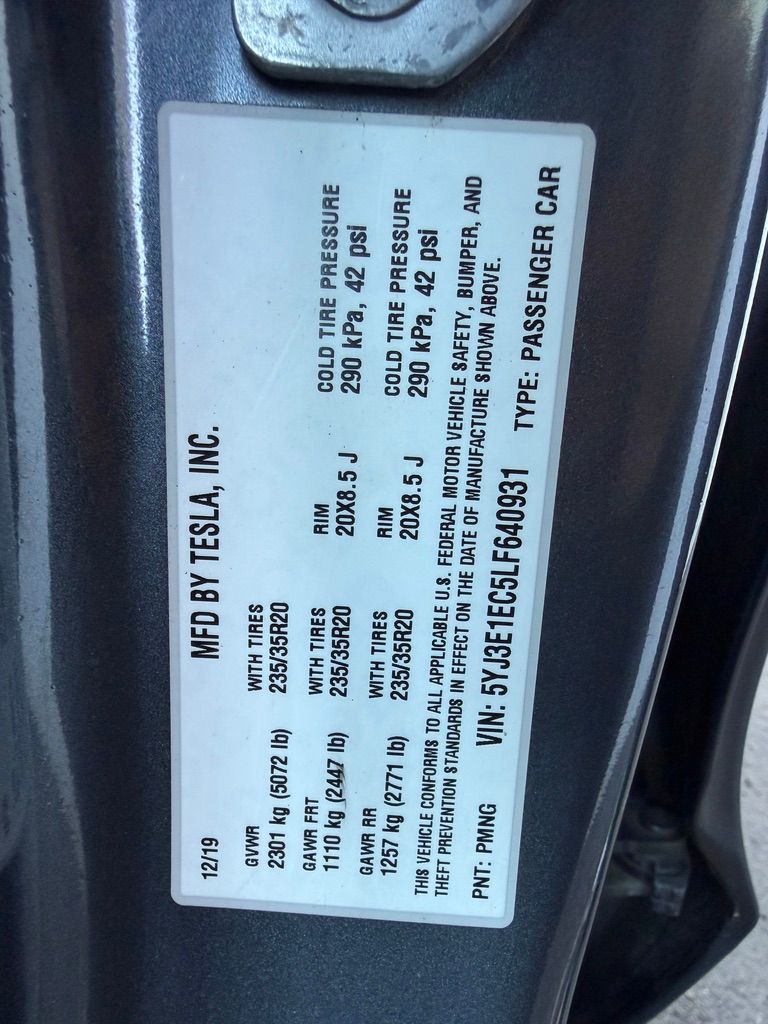 12/19 MFD BY TESLA, INC.
GVWR WITH TIRES
2301 kg (5072 lb) 235/35R20
GAWR FRT WITH TIRES RIM COLD TIRE PRESSURE
1110 kg (2447 lb) 235/35R20 20X8.5 J 290 kPa, 42 psi
GAWR RR WITH TIRES RIM COLD TIRE PRESSURE
1257 kg (2771 lb) 235/35R20 20X8.5 J 290 kPa, 42 psi
THIS VEHICLE CONFORMS TO ALL APPLICABLE U.S. FEDERAL MOTOR VEHICLE SAFETY, BUMPER, AND
THEFT PREVENTION STANDARDS IN EFFECT ON THE DATE OF MANUFACTURE SHOWN ABOVE.
PNT: PMNG VIN: 5YJ3E1EC5LF640931 TYPE: PASSENGER CAR